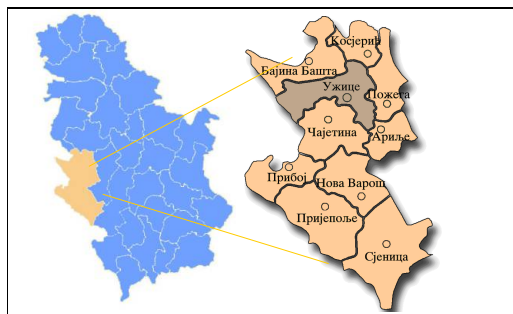 Косјерић
Бајина Башта
Ужице
Пожега
Чајетина
Ариље
Прибој
Нова Варош
Пријепоље
Сјеница